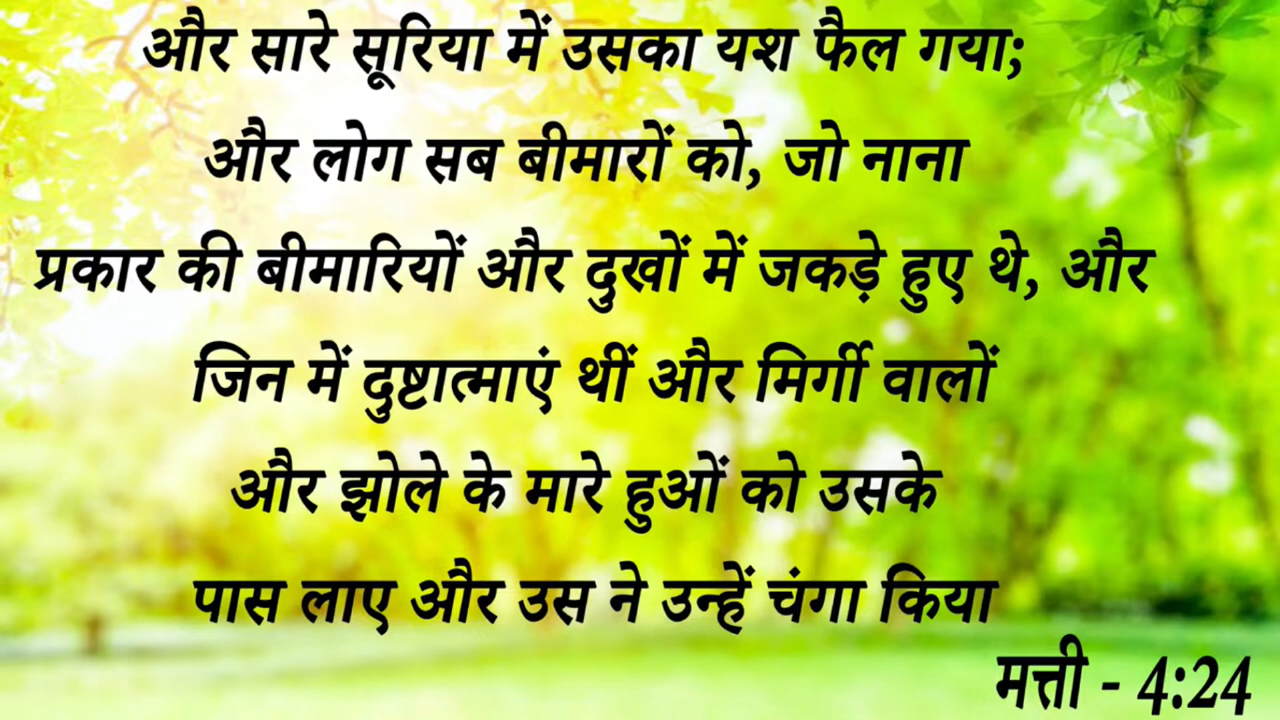 और सारे सूरिया में उसका यश फैल गया;
और लोग सब बीमारों को, जो नाना
प्रकार की बीमारियों और दुखों में जकड़े हुए थे, और
जिन में दुष्टात्माएं थीं और मिर्गी वालों
और झोले के मारे हुओं को उसके
पास लाए और उस ने उन्हें चंगा किया
मत्ती - 4:24